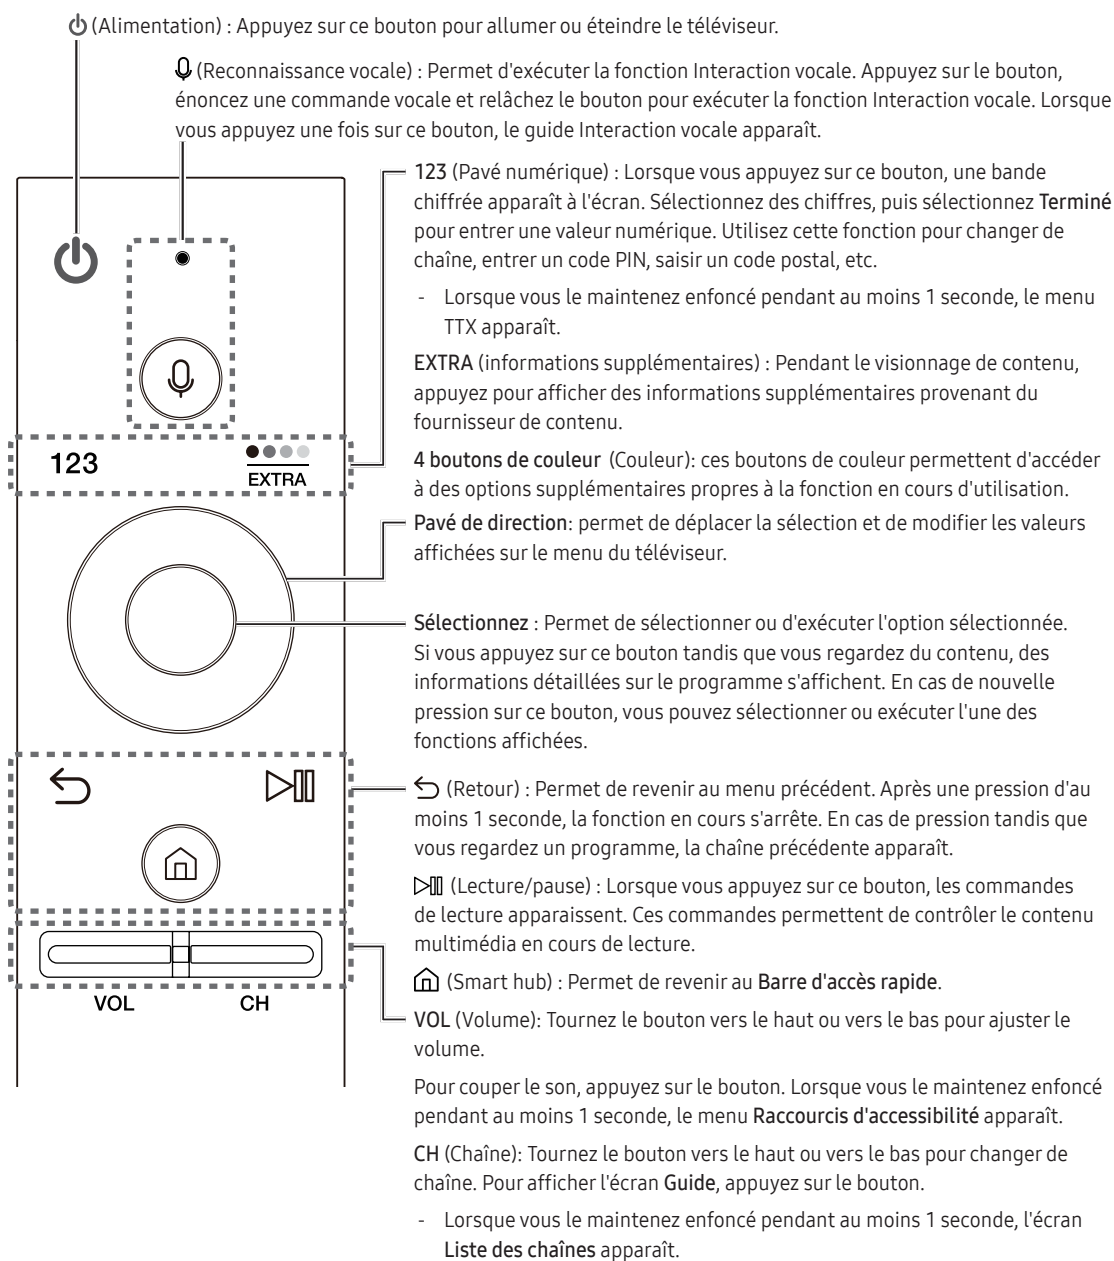 (Alimentation) : Appuyez sur ce bouton pour allumer ou éteindre le téléviseur.
(Reconnaissance vocale) : Permet d'exécuter la fonction Interaction vocale. Appuyez sur le bouton,
énoncez une commande vocale et relâchez le bouton pour exécuter la fonction Interaction vocale. Lorsque
vous appuyez une fois sur ce bouton, le guide Interaction vocale apparaît.
123 (Pavé numérique) : Lorsque vous appuyez sur ce bouton, une bande
chiffrée apparaît à l'écran. Sélectionnez des chiffres, puis sélectionnez Terminé
pour entrer une valeur numérique. Utilisez cette fonction pour changer de
chaîne, entrer un code PIN, saisir un code postal, etc.
- Lorsque vous le maintenez enfoncé pendant au moins 1 seconde, le menu
TTX apparaît.
EXTRA (informations supplémentaires) : Pendant le visionnage de contenu,
appuyez pour afficher des informations supplémentaires provenant du
fournisseur de contenu.
4 boutons de couleur (Couleur): ces boutons de couleur permettent d'accéder
à des options supplémentaires propres à la fonction en cours d'utilisation.
123
EXTRA
Pavé de direction: permet de déplacer la sélection et de modifier les valeurs
affichées sur le menu du téléviseur.
Sélectionnez : Permet de sélectionner ou d'exécuter l'option sélectionnée.
Si vous appuyez sur ce bouton tandis que vous regardez du contenu, des
informations détaillées sur le programme s'affichent. En cas de nouvelle
pression sur ce bouton, vous pouvez sélectionner ou exécuter l'une des
fonctions affichées.
(Retour) : Permet de revenir au menu précédent. Après une pression d'au
moins 1 seconde, la fonction en cours s'arrête. En cas de pression tandis que
vous regardez un programme, la chaîne précédente apparaît.
(Lecture/pause) : Lorsque vous appuyez sur ce bouton, les commandes
de lecture apparaissent. Ces commandes permettent de contrôler le contenu
multimédia en cours de lecture.
(Smart hub) : Permet de revenir au Barre d'accès rapide.
VOL
CH
VOL (Volume): Tournez le bouton vers le haut ou vers le bas pour ajuster le
volume.
Pour couper le son, appuyez sur le bouton. Lorsque vous le maintenez enfoncé
pendant au moins 1 seconde, le menu Raccourcis d'accessibilité apparaît.
CH (Chaîne): Tournez le bouton vers le haut ou vers le bas pour changer de
chaîne. Pour afficher l'écran Guide, appuyez sur le bouton.
- Lorsque vous le maintenez enfoncé pendant au moins 1 seconde, l'écran
Liste des chaînes apparaît.